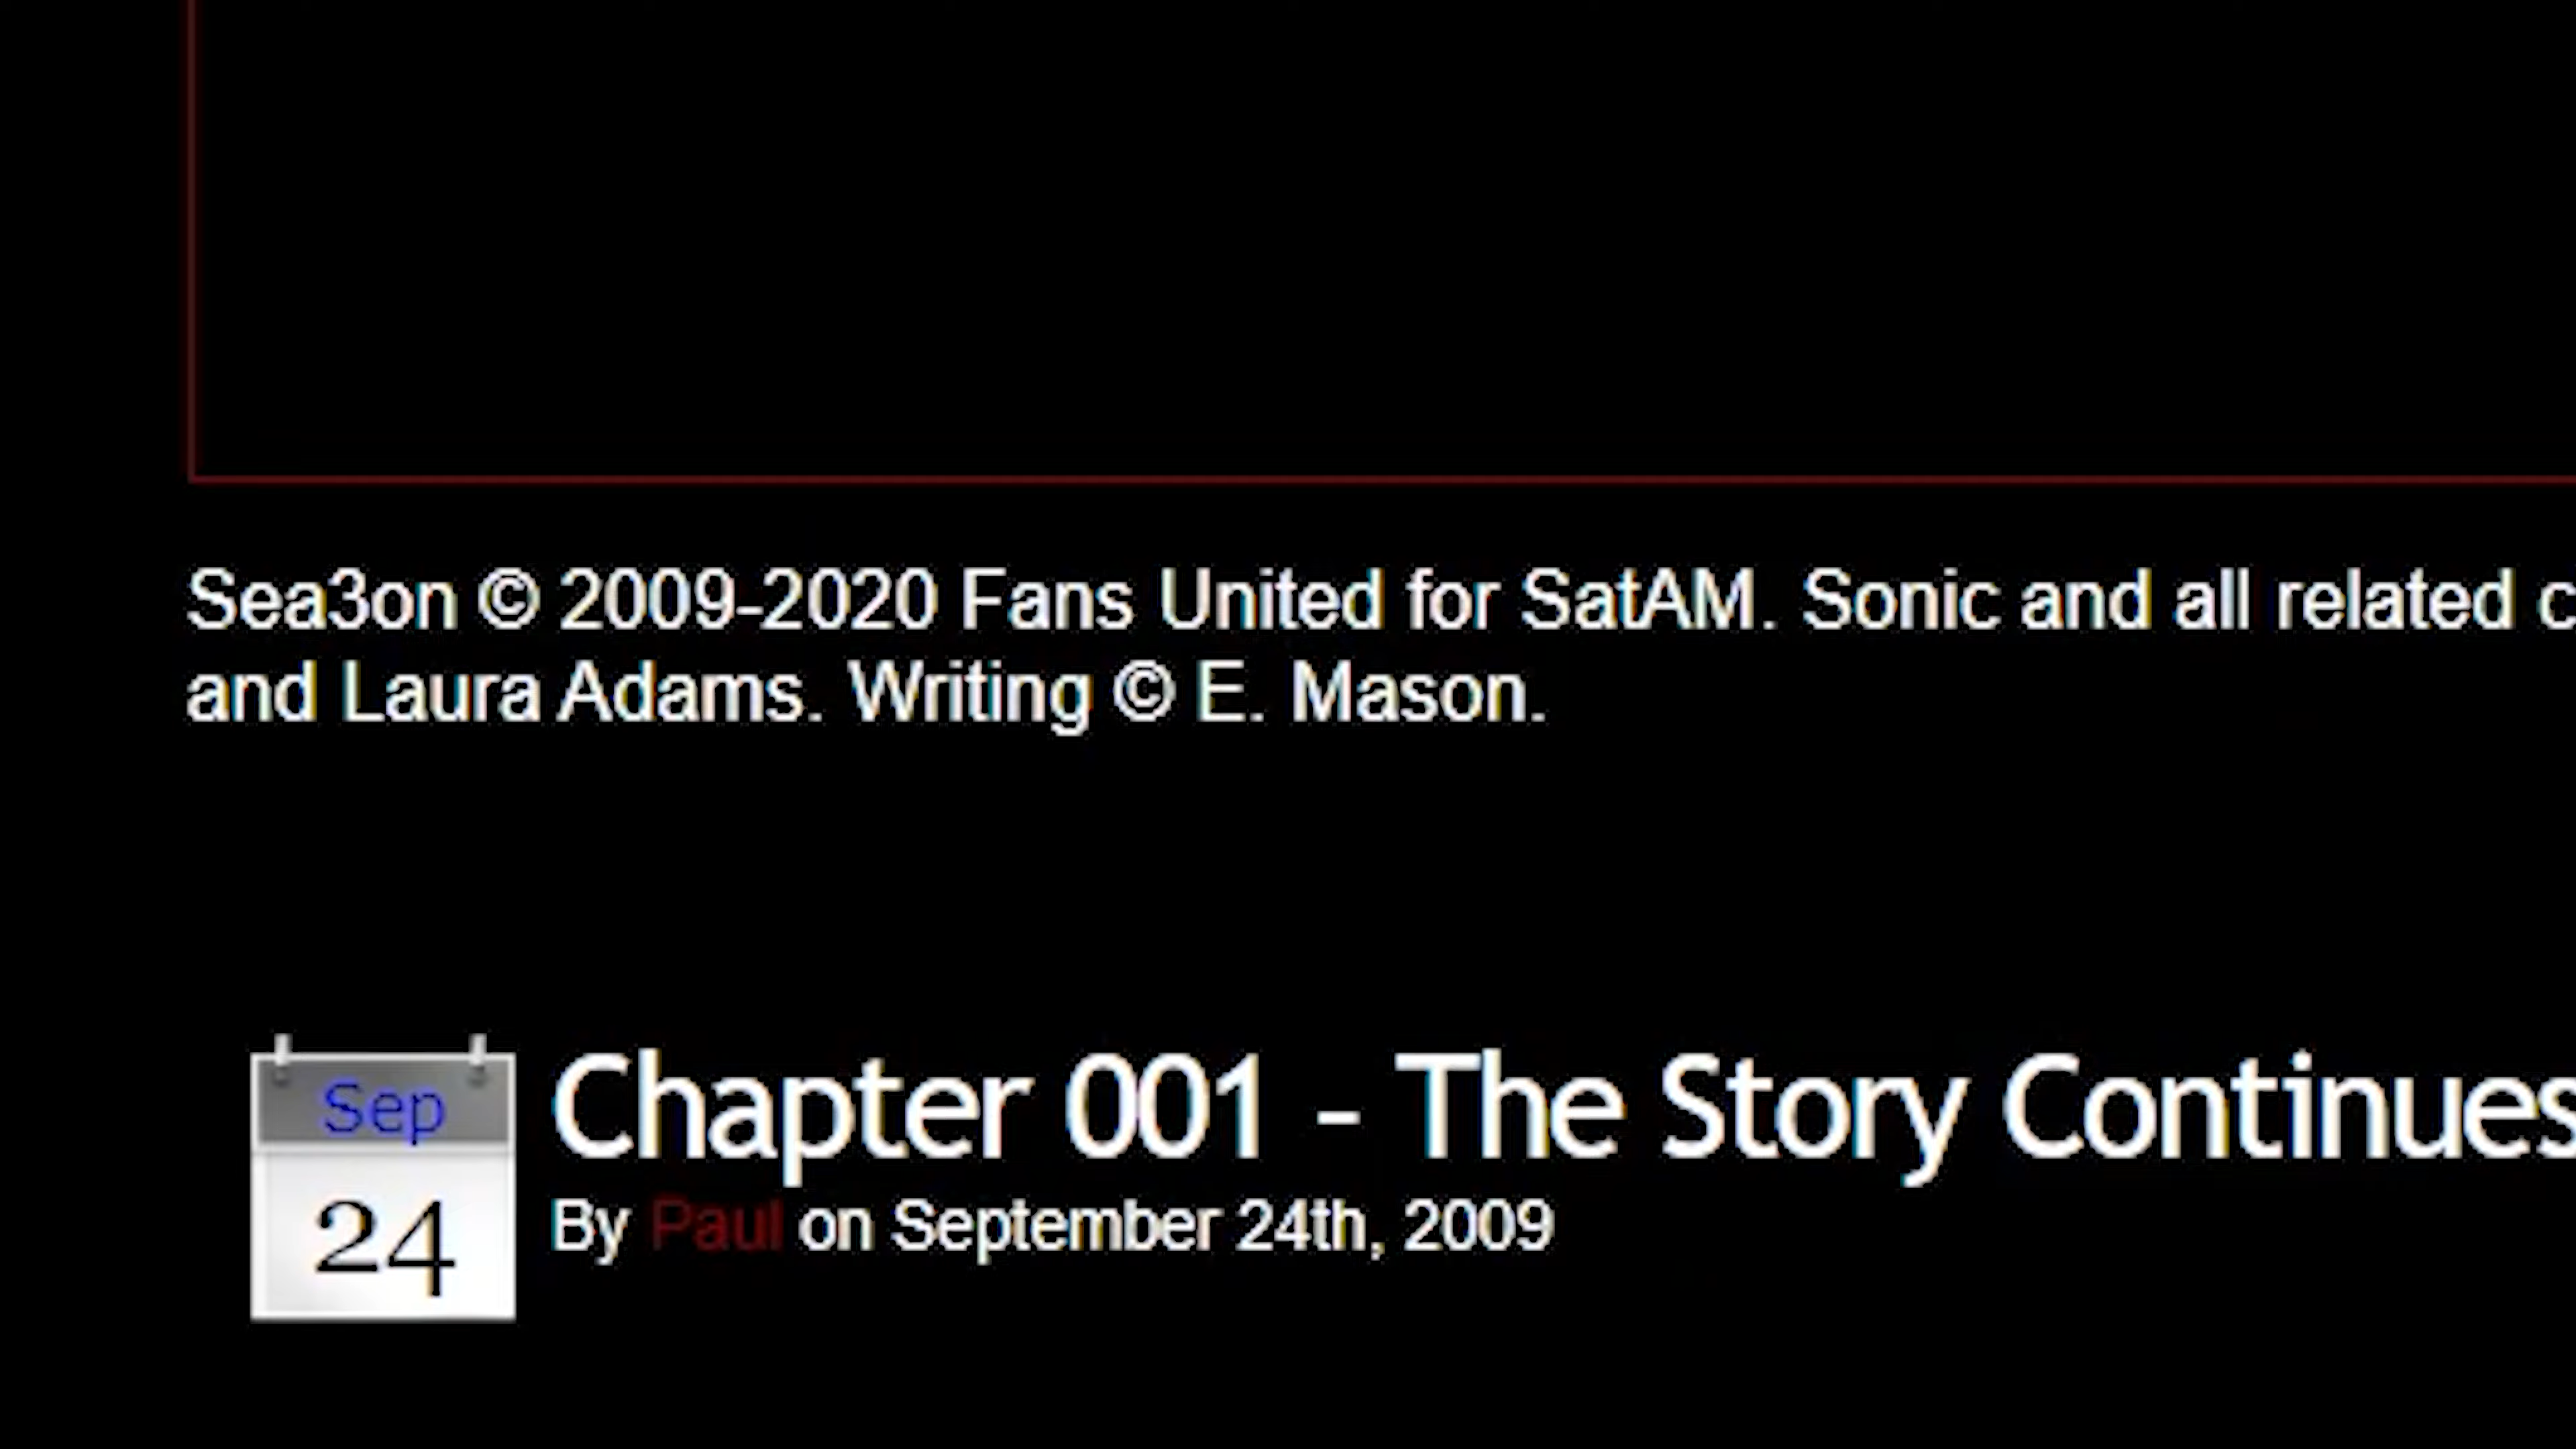 Sea3on © 2009-2020 Fans United for SatAM. Sonic and all related
and Laura Adams. Writing © E. Mason.
Sep
24
Chapter 001 - The Story Continues
By Paul on September 24th, 2009